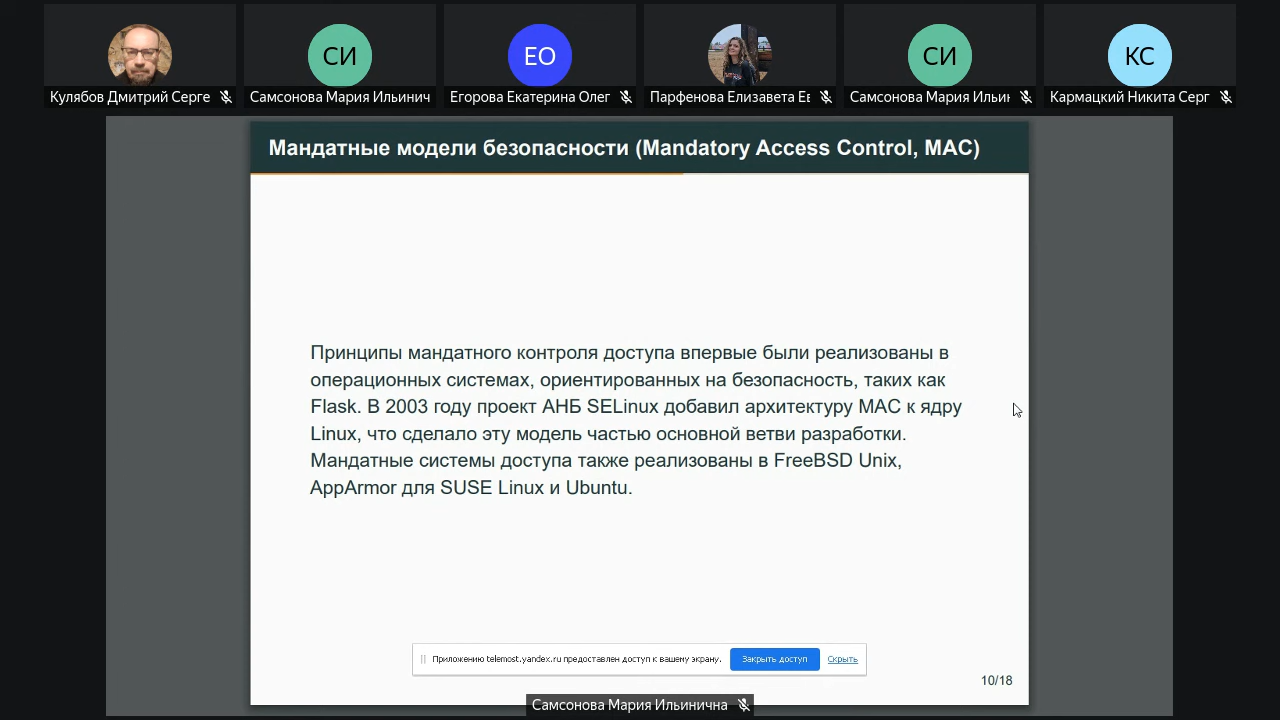 СИ
ЕО
СИ
КС
Кулябов Дмитрий Серге
Самсонова Мария Ильинич
Егорова Екатерина Олег
Парфенова Елизавета Ев
Самсонова Мария Ильин
Кармацкий Никита Серг
Мандатные модели безопасности (Mandatory Access Control, MAC)
Принципы мандатного контроля доступа впервые были реализованы в
операционных системах, ориентированных на безопасность, таких как
Flask. В 2003 году проект АНБ SELinux добавил архитектуру MAC к ядру
Linux, что сделало эту модель частью основной ветви разработки.
Мандатные системы доступа также реализованы в FreeBSD Unix,
AppArmor для SUSE Linux и Ubuntu.
Приложению telemost.yandex.ru предоставлен доступ к вашему экрану.
Закрыть доступ
Скрыть
10/18
Самсонова Мария Ильинична